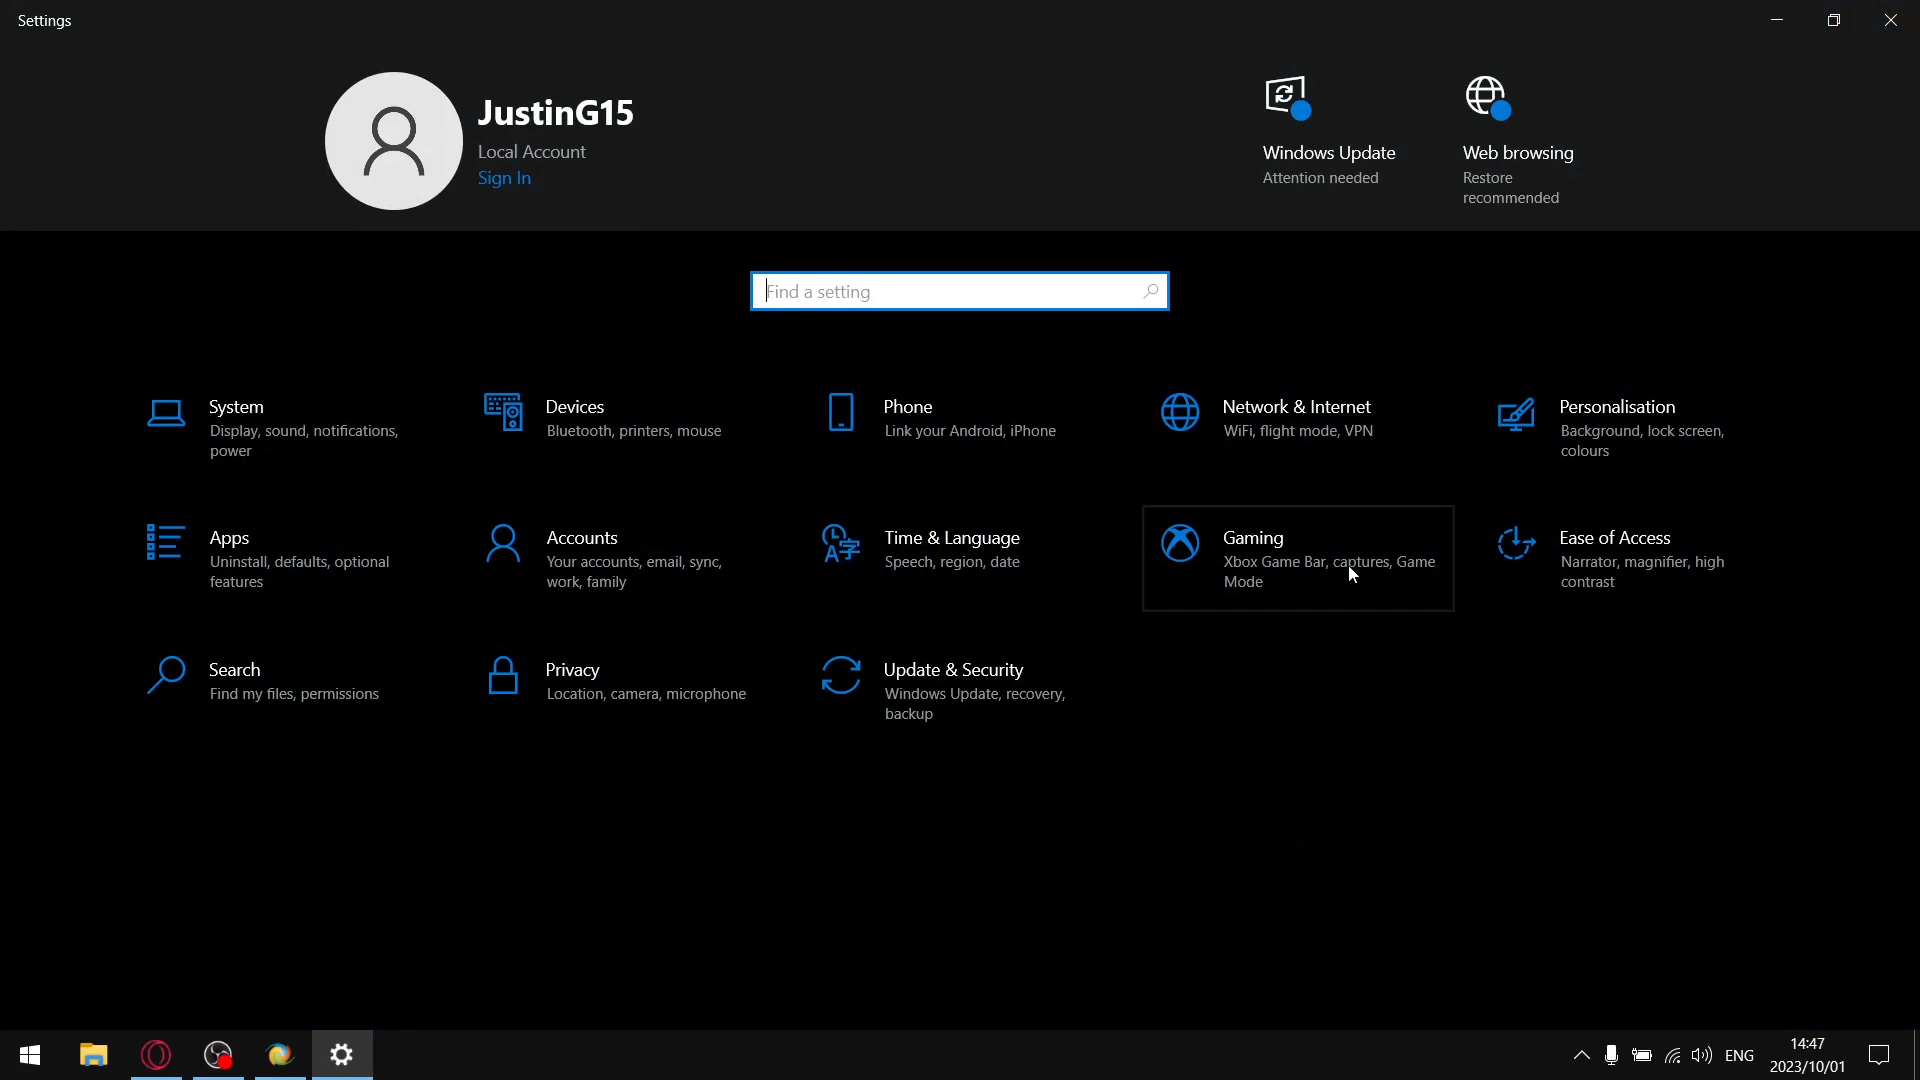 Settings
JustinG15
Local Account
Sign In
Windows Update
Attention needed
Web browsing
Restore
recommended
Find a setting
System
Display, sound, notifications,
power
Devices
Bluetooth, printers, mouse
Phone
Link your Android, iPhone
Network & Internet
WiFi, flight mode, VPN
Personalisation
Background, lock screen,
colours
Apps
Uninstall, defaults, optional
features
Accounts
Your accounts, email, sync,
work, family
Time & Language
Speech, region, date
Gaming
Xbox Game Bar, captures, Game
Mode
Ease of Access
Narrator, magnifier, high
contrast
Search
Find my files, permissions
Privacy
Location, camera, microphone
Update & Security
Windows Update, recovery,
backup
ENG
14:47
2023/10/01